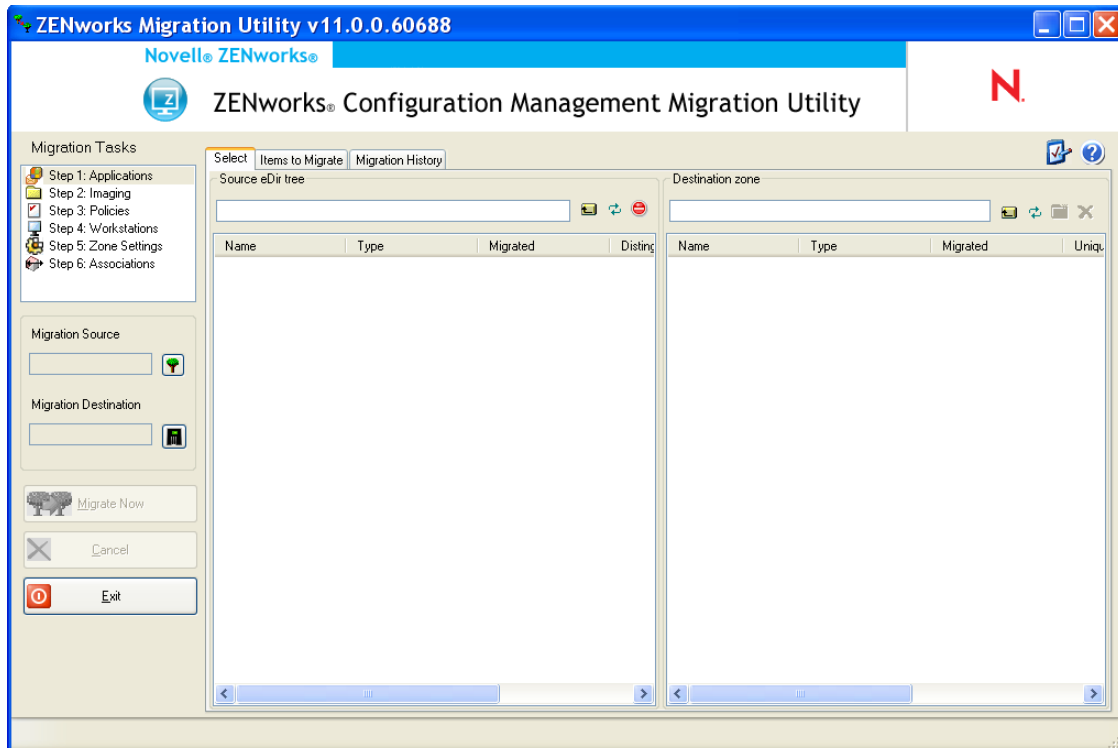 ZENworks Migration Utility v11.0.0.60688
Novell® ZENworks®
ZENworks® Configuration Management Migration Utility
N.
Migration Tasks
Step 1: Applications
Step 2: Imaging
Step 3: Policies
Step 4: Workstations
Step 5: Zone Settings
Step 6: Associations
Migration Source
Migration Destination
Migrate Now
Cancel
Exit
Select Items to Migrate Migration History
Source eDir tree
Name Type Migrated Disting
Destination zone
Name Type Migrated Uniqu